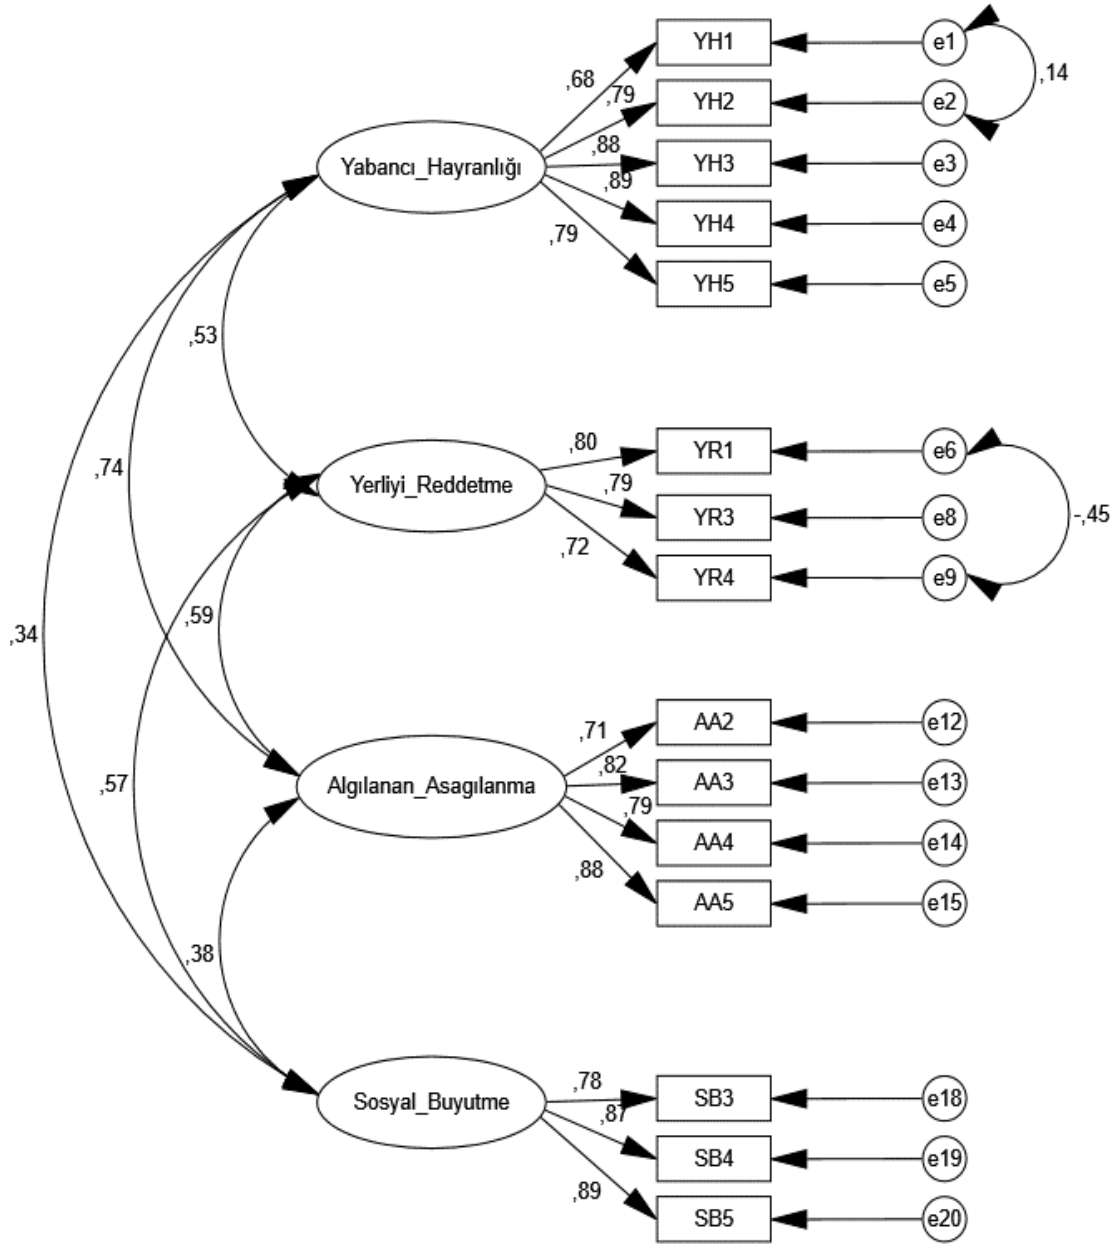 YH1
e1
,68
,14
,79
YH2
e2
,88
YH3
e3
Yabancı_Hayranlığı
,89
YH4
e4
,79
YH5
e5
,53
,80
YR1
e6
,74
Yerliyi_Reddetme
,79
YR3
e8
-,45
,72
YR4
e9
,59
,34
,71
AA2
e12
,82
AA3
e13
,57
Algılanan_Asagılanma
,79
AA4
e14
,88
AA5
e15
,38
,78
SB3
e18
Sosyal_Buyutme
,87
SB4
e19
,89
SB5
e20